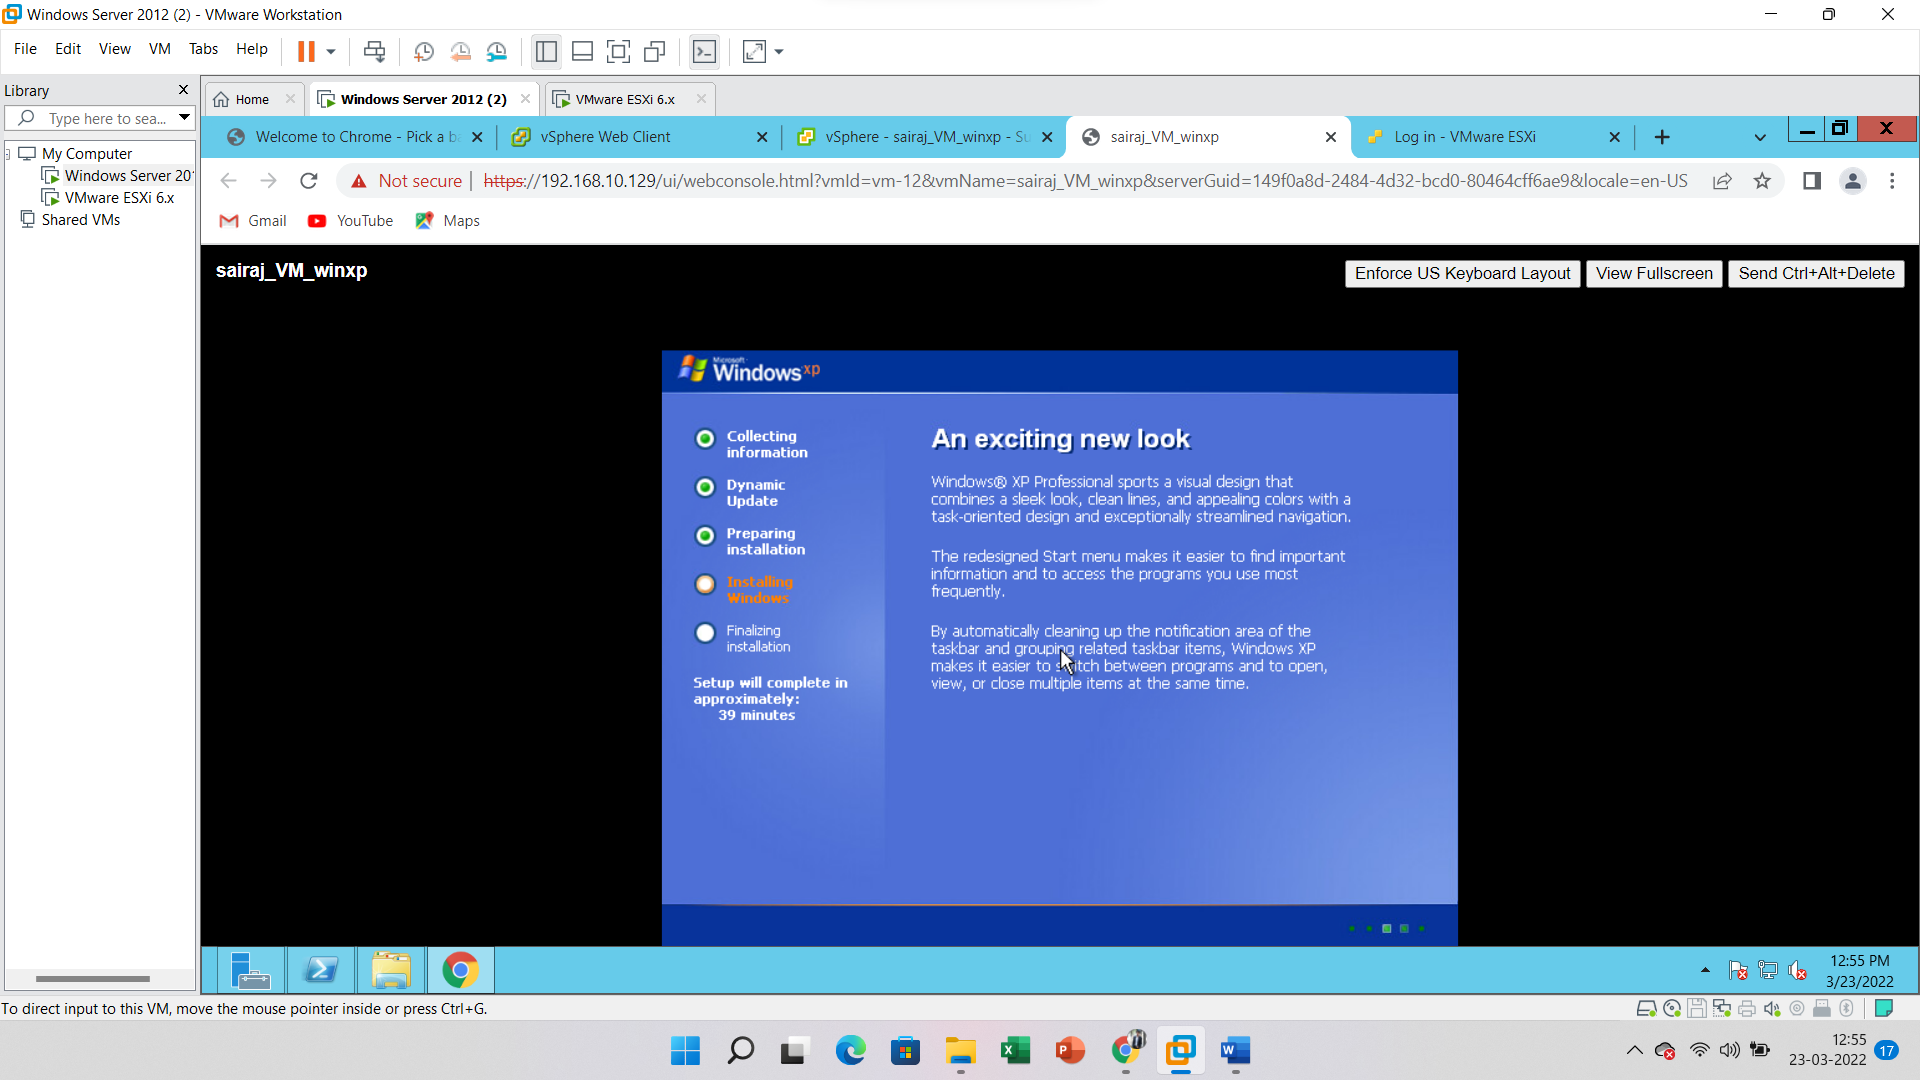 Windows Server 2012 (2) - VMware Workstation
File Edit View VM Tabs Help
Library
Type here to sea...
My Computer
Windows Server 201
VMware ESXi 6.x
Shared VMs
Home
Windows Server 2012 (2)
VMware ESXi 6.x
Welcome to Chrome - Pick a b
vSphere Web Client
vSphere - sairaj_VM_winxp - Su
sairaj_VM_winxp
Log in - VMware ESXi
Not secure | https://192.168.10.129/ui/webconsole.html?vmId=vm-12&vmName=sairaj_VM_winxp&serverGuid=149f0a8d-2484-4d32-bcd0-80464cff6ae9&locale=en-US
Gmail YouTube Maps
sairaj_VM_winxp
Enforce US Keyboard Layout
View Fullscreen
Send Ctrl+Alt+Delete
Microsoft
Windows xp
Collecting
information
Dynamic
Update
Preparing
installation
Installing
Windows
Finalizing
installation
Setup will complete in
approximately:
39 minutes
An exciting new look
Windows® XP Professional sports a visual design that
combines a sleek look, clean lines, and appealing colors with a
task-oriented design and exceptionally streamlined navigation.
The redesigned Start menu makes it easier to find important
information and to access the programs you use most
frequently.
By automatically cleaning up the notification area of the
taskbar and grouping related taskbar items, Windows XP
makes it easier to switch between programs and to open,
view, or close multiple items at the same time.
12:55 PM
3/23/2022
To direct input to this VM, move the mouse pointer inside or press Ctrl+G.
12:55
23-03-2022
17